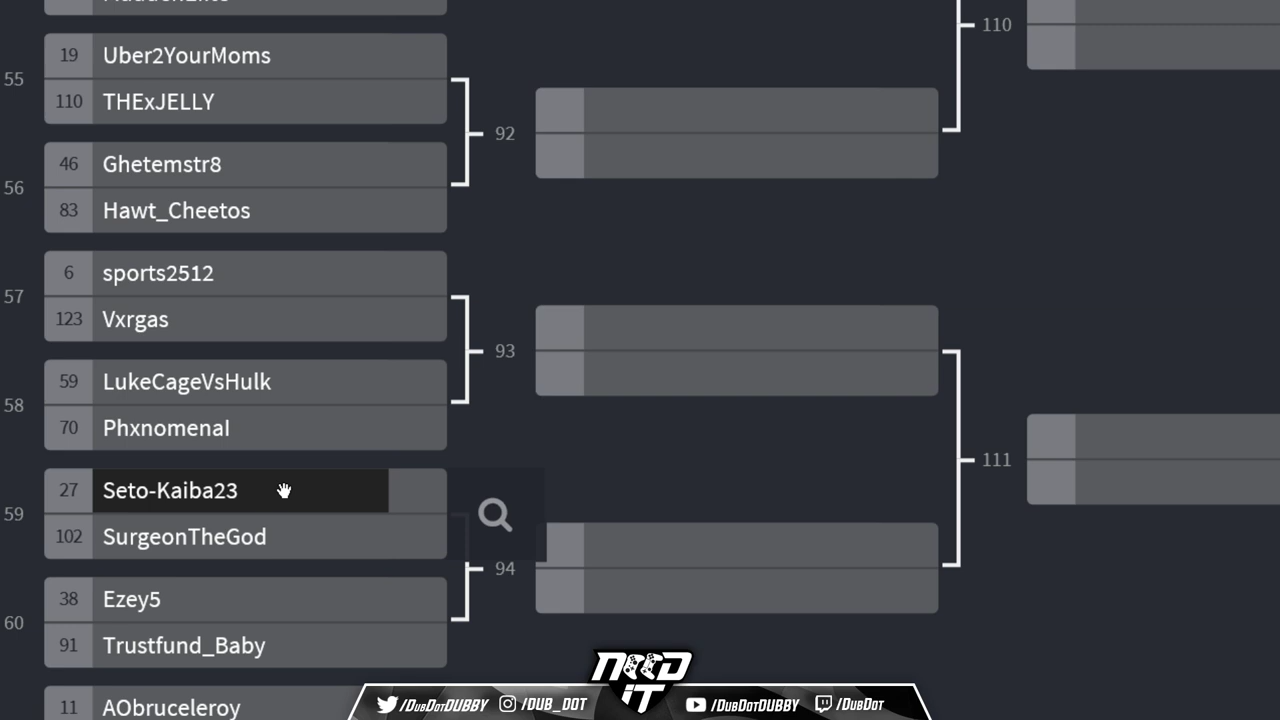 110
19 Uber2YourMoms
55
110 THExJELLY
92
46 Ghetemstr8
56
83 Hawt_Cheetos
6 sports2512
57
123 Vxrgas
93
59 LukeCageVsHulk
58
70 Phxnomenal
111
27 Seto-Kaiba23
59
102 SurgeonTheGod
94
38 Ezey5
60
91 Trustfund_Baby
11 AObruceleroy
NEED
iT
/DubDotDUBBY /DUB_DOT /DubDotDUBBY /DubDot